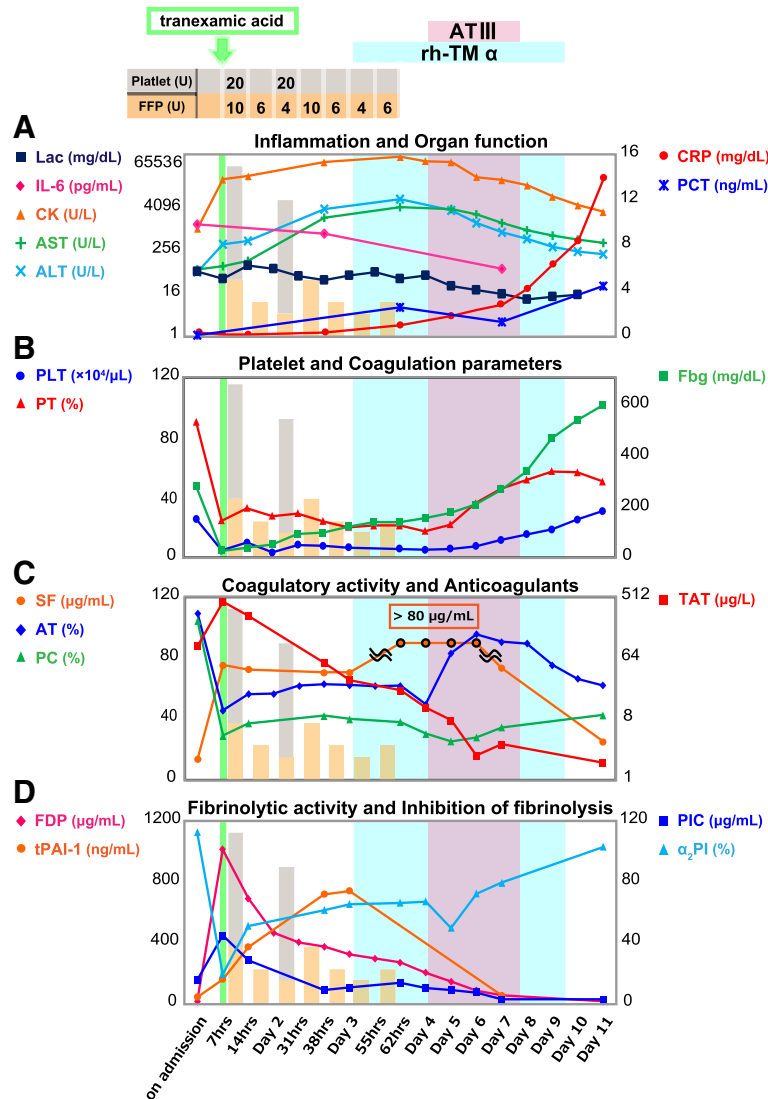 tranexamic acid
ATⅢ
rh-TM α
Platelet (U) 20 20
FFP (U) 10 6 4 10 6 4 6
A
Inflammation and Organ function
Lac (mg/dL)
IL-6 (pg/mL)
CK (U/L)
AST (U/L)
ALT (U/L)
65536
4096
256
16
1
16
12
8
4
0
CRP (mg/dL)
PCT (ng/mL)
B
Platelet and Coagulation parameters
PLT (×10⁴/μL)
PT (%)
120
80
40
0
600
400
200
0
Fbg (mg/dL)
C
Coagulatory activity and Anticoagulants
SF (μg/mL)
AT (%)
PC (%)
120
80
40
0
> 80 μg/mL
512
64
8
1
TAT (μg/L)
D
Fibrinolytic activity and Inhibition of fibrinolysis
FDP (μg/mL)
tPAI-1 (ng/mL)
1200
800
400
0
120
80
40
0
PIC (μg/mL)
α₂PI (%)
on admission
7hrs
14hrs
Day 2
31hrs
38hrs
Day 3
55hrs
62hrs
Day 4
Day 5
Day 6
Day 7
Day 8
Day 9
Day 10
Day 11